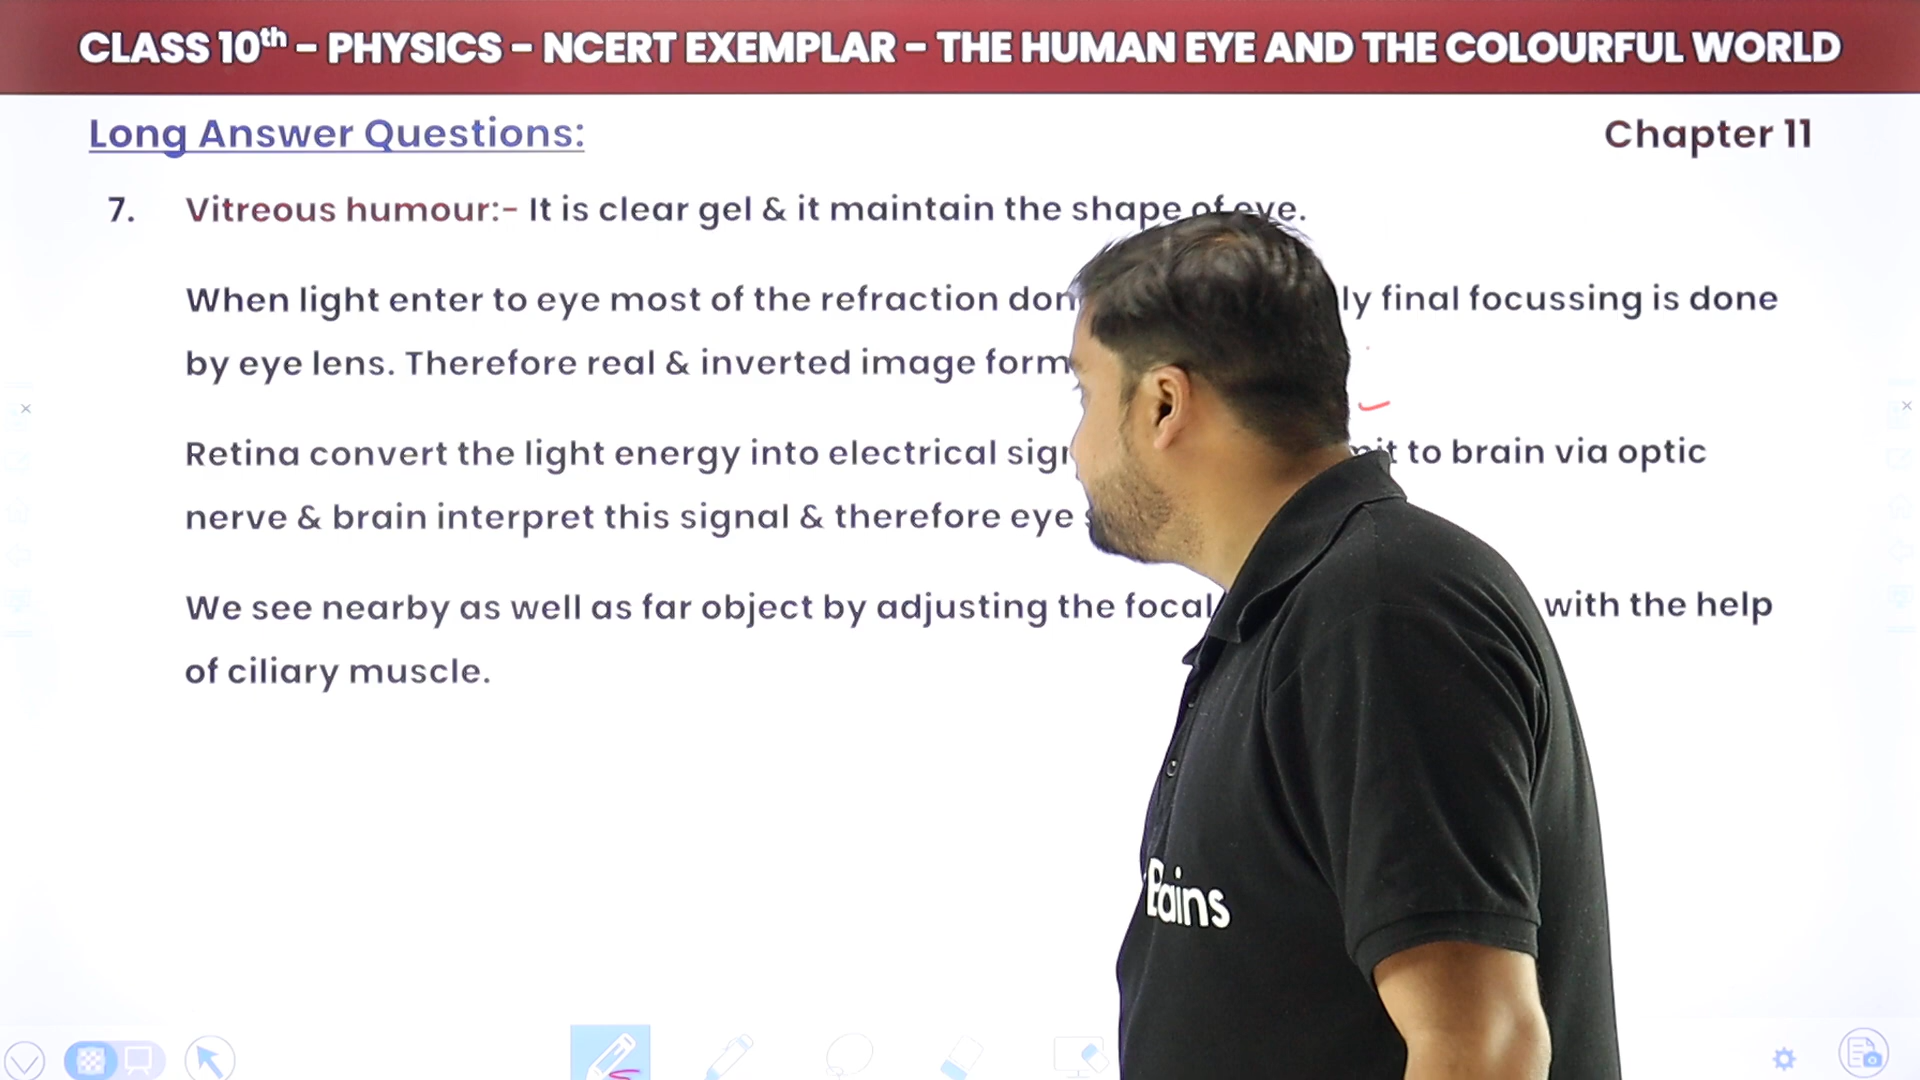 CLASS 10th – PHYSICS – NCERT EXEMPLAR – THE HUMAN EYE AND THE COLOURFUL WORLD
Long Answer Questions:
Chapter 11
7. Vitreous humour:- It is clear gel & it maintain the shape of eye.
When light enter to eye most of the refraction final focussing is done
by eye lens. Therefore real & inverted image form
Retina convert the light energy into electrical to brain via optic
nerve & brain interpret this signal & therefore eye
We see nearby as well as far object by adjusting the focal with the help
of ciliary muscle.